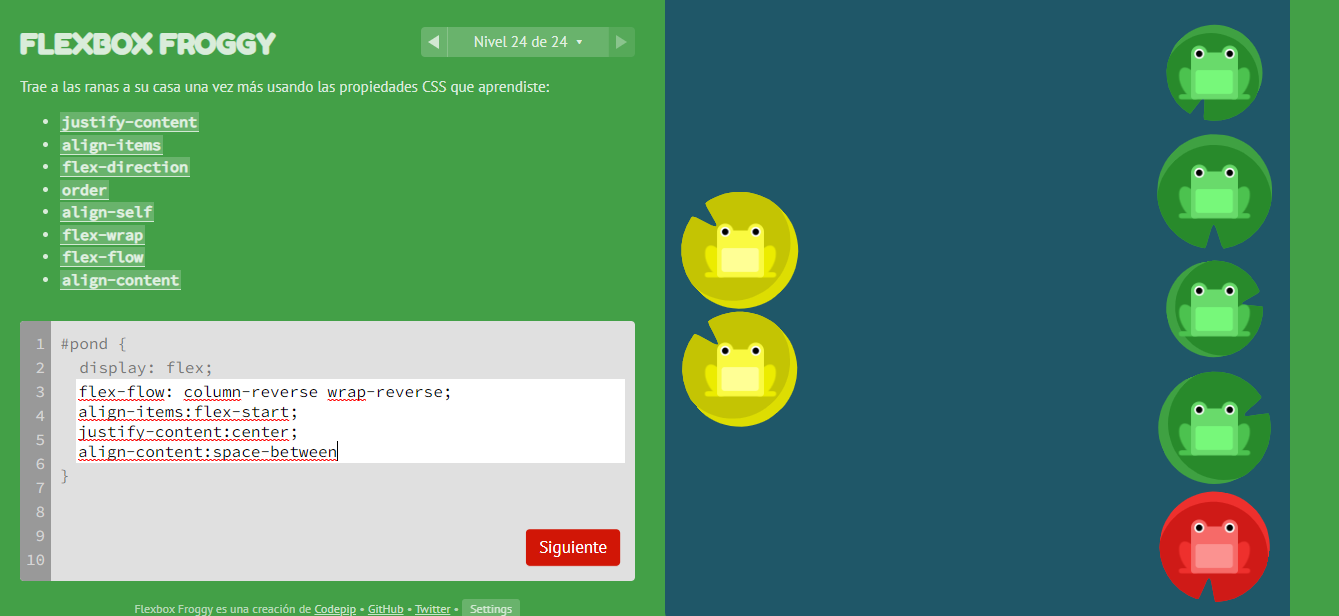 FLEXBOX FROGGY
◀ Nivel 24 de 24 ▾ ▶
Trae a las ranas a su casa una vez más usando las propiedades CSS que aprendiste:
• justify-content
• align-items
• flex-direction
• order
• align-self
• flex-wrap
• flex-flow
• align-content
1 #pond {
2 display: flex;
3 flex-flow: column-reverse wrap-reverse;
4 align-items:flex-start;
5 justify-content:center;
6 align-content:space-between
7 }
8
9
10
Siguiente
Flexbox Froggy es una creación de Codepip • GitHub • Twitter • Settings